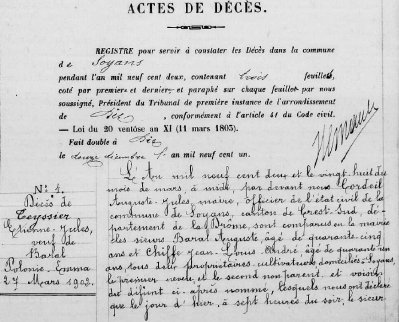 ACTES DE DÉCÈS.
REGISTRE pour servir à constater les Décès dans la commune
de Soyans
pendant l'an mil neuf cent deux, contenant trois feuillets,
coté par premier et dernier et paraphé sur chaque feuillet par nous
soussigné, Président du Tribunal de première instance de l'arrondissement
de Die, conformément à l'article 41 du Code civil.
— Loi du 20 ventôse an XI (11 mars 1803).
Fait double à Die
le onze décembre an mil neuf cent un.
N° 1.
Décès de
Teyssier
Etienne-Jules,
veuf de
Baral
Polonie-Emma
27 Mars 1902.
L'An mil neuf cent deux et le vingt huit du
mois de mars, à midi, par devant nous Cordeil
Auguste-Jules, maire, officier de l'état civil de la
commune de Soyans, canton de Crest-Sud, dé-
partement de la Drôme, sont comparus en la mairie
les sieurs Baral Auguste, âgé de quarante-cinq
ans et Chiffe Jean-Louis-André, âgé de quarante-un
ans, tous deux propriétaires cultivateurs domiciliés à Soyans,
le premier neveu et le second non parent et voisin
du défunt ci-après nommé, lesquels nous ont déclaré
que le jour d'hier, à sept heures du soir, le sieur